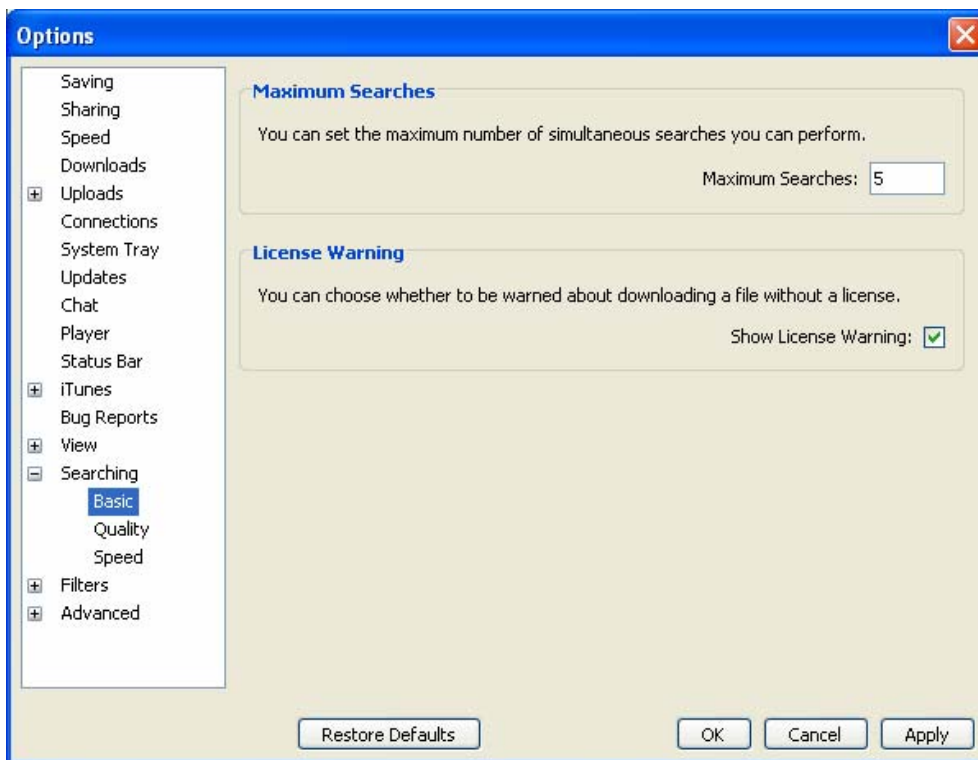 Options
Saving
Sharing
Speed
Downloads
Uploads
Connections
System Tray
Updates
Chat
Player
Status Bar
iTunes
Bug Reports
View
Searching
Basic
Quality
Speed
Filters
Advanced
Maximum Searches
You can set the maximum number of simultaneous searches you can perform.
Maximum Searches: 5
License Warning
You can choose whether to be warned about downloading a file without a license.
Show License Warning:
Restore Defaults
OK
Cancel
Apply